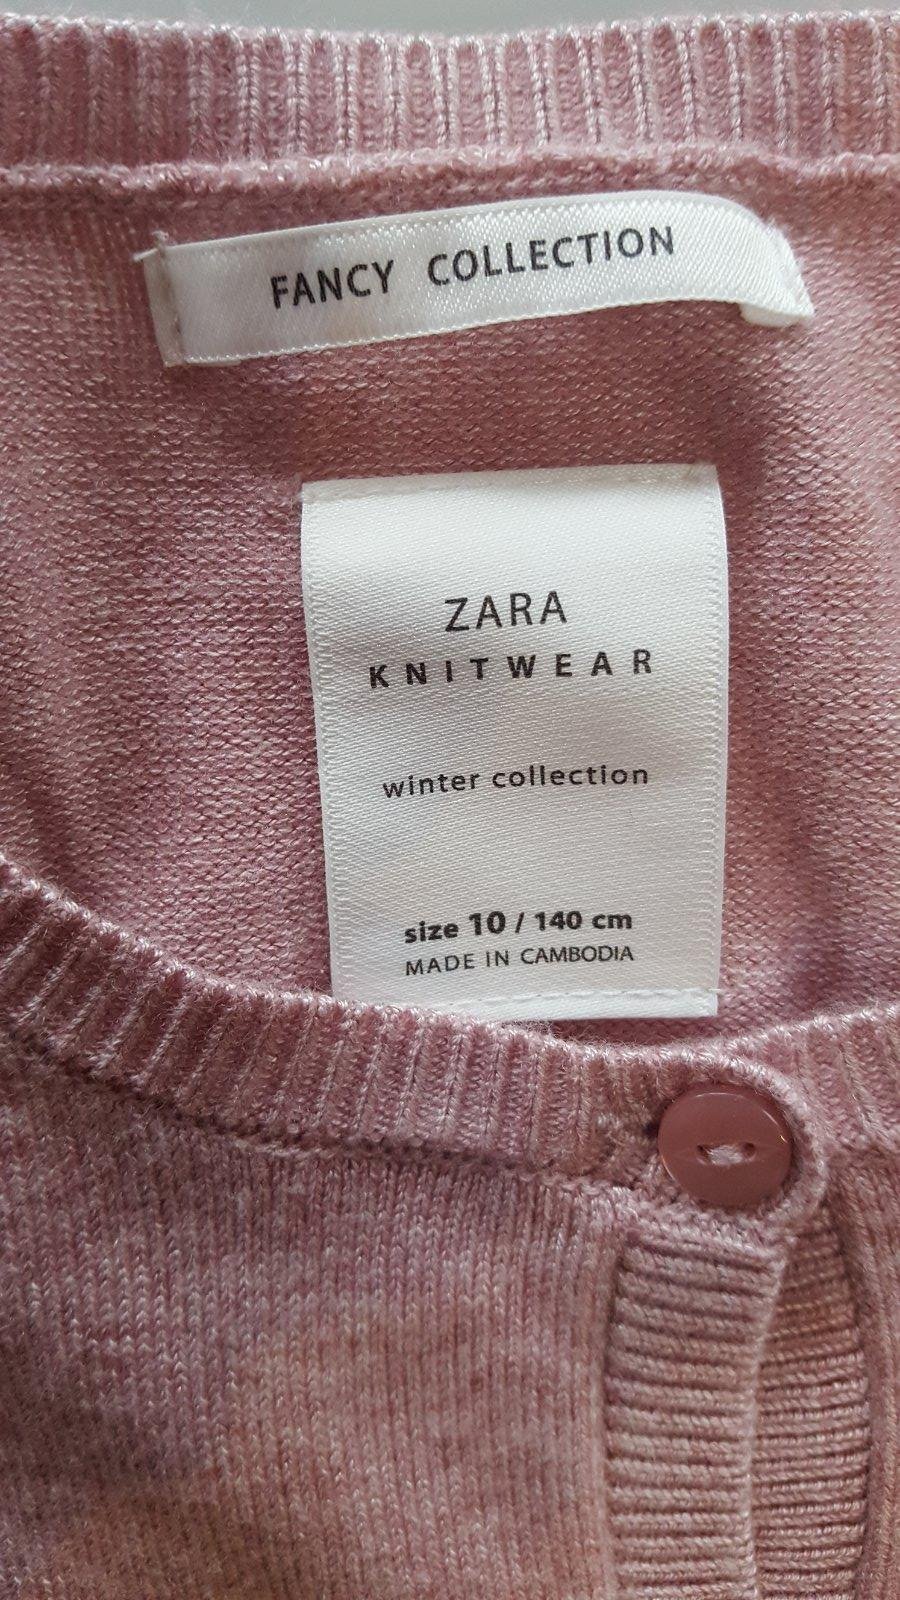 FANCY COLLECTION
ZARA
KNITWEAR
winter collection
size 10 / 140 cm
MADE IN CAMBODIA